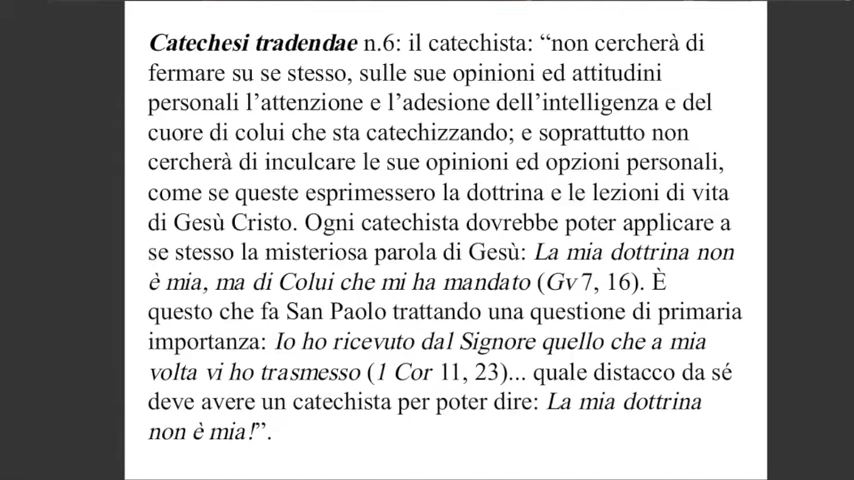 Catechesi tradendae n.6: il catechista: “non cercherà di
fermare su se stesso, sulle sue opinioni ed attitudini
personali l’attenzione e l’adesione dell’intelligenza e del
cuore di colui che sta catechizzando; e soprattutto non
cercherà di inculcare le sue opinioni ed opzioni personali,
come se queste esprimessero la dottrina e le lezioni di vita
di Gesù Cristo. Ogni catechista dovrebbe poter applicare a
se stesso la misteriosa parola di Gesù: La mia dottrina non
è mia, ma di Colui che mi ha mandato (Gv 7, 16). È
questo che fa San Paolo trattando una questione di primaria
importanza: Io ho ricevuto dal Signore quello che a mia
volta vi ho trasmesso (1 Cor 11, 23)... quale distacco da sé
deve avere un catechista per poter dire: La mia dottrina
non è mia!”.